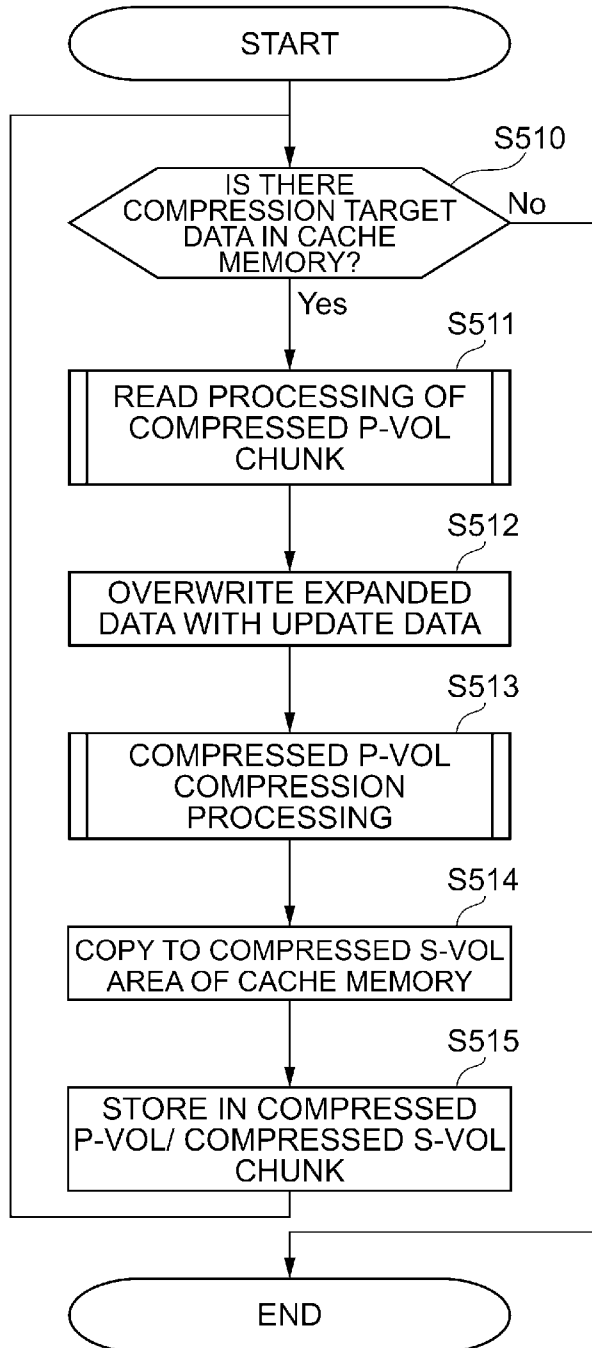 START
S510
IS THERE
COMPRESSION TARGET
DATA IN CACHE
MEMORY?
No
Yes
S511
READ PROCESSING OF
COMPRESSED P-VOL
CHUNK
S512
OVERWRITE EXPANDED
DATA WITH UPDATE DATA
S513
COMPRESSED P-VOL
COMPRESSION
PROCESSING
S514
COPY TO COMPRESSED S-VOL
AREA OF CACHE MEMORY
S515
STORE IN COMPRESSED
P-VOL/ COMPRESSED S-VOL
CHUNK
END